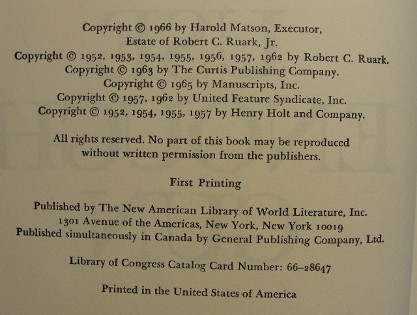 Copyright © 1966 by Harold Matson, Executor,
Estate of Robert C. Ruark, Jr.
Copyright © 1952, 1953, 1954, 1955, 1956, 1957, 1962 by Robert C. Ruark.
Copyright © 1963 by The Curtis Publishing Company.
Copyright © 1965 by Manuscripts, Inc.
Copyright © 1957, 1962 by United Feature Syndicate, Inc.
Copyright © 1952, 1954, 1955, 1957 by Henry Holt and Company.
All rights reserved. No part of this book may be reproduced
without written permission from the publishers.
First Printing
Published by The New American Library of World Literature, Inc.
1301 Avenue of the Americas, New York, New York 10019
Published simultaneously in Canada by General Publishing Company, Ltd.
Library of Congress Catalog Card Number: 66–28647
Printed in the United States of America